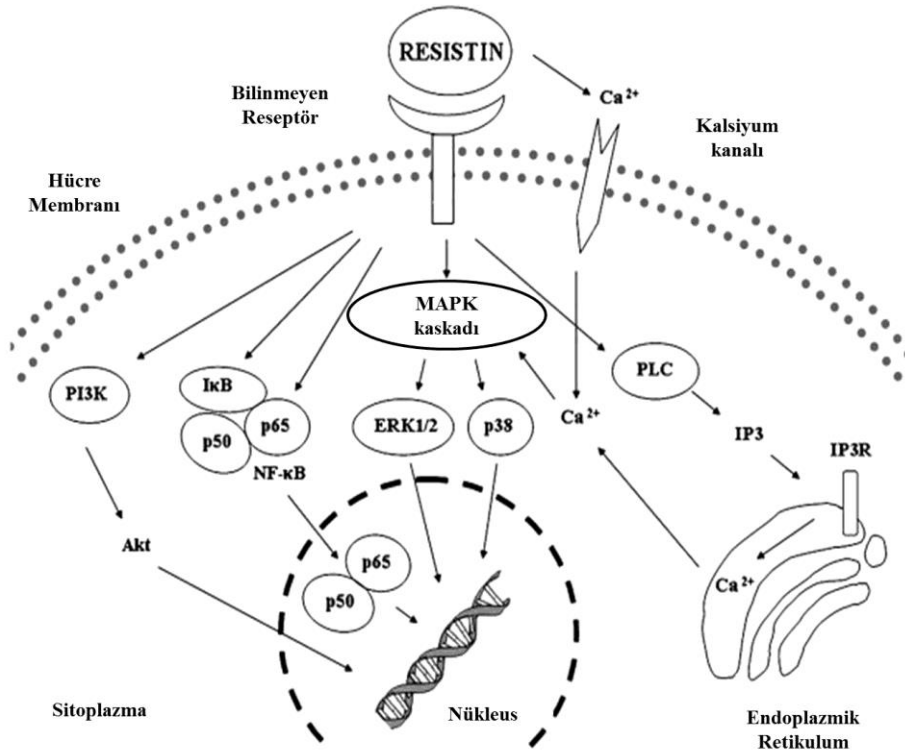 RESISTIN
Bilinmeyen
Reseptör
Ca²⁺
Kalsiyum
kanalı
Hücre
Membranı
MAPK
kaskadı
PI3K
IκB
p50
p65
NF-κB
ERK1/2
p38
Ca²⁺
PLC
IP3
IP3R
Akt
p65
p50
Ca²⁺
Sitoplazma
Nükleus
Endoplazmik
Retikulum